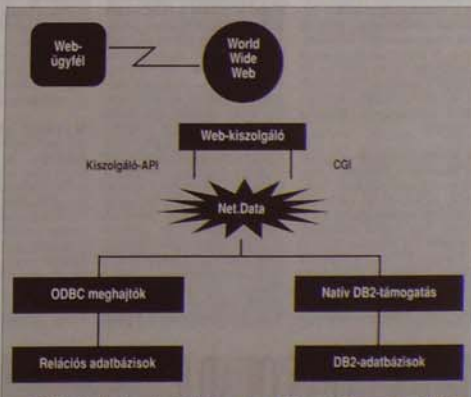 Web-
ügyfél
World
Wide
Web
Web-kiszolgáló
Kiszolgáló-API
CGI
Net.Data
ODBC meghajtók
Natív DB2-támogatás
Relációs adatbázisok
DB2-adatbázisok